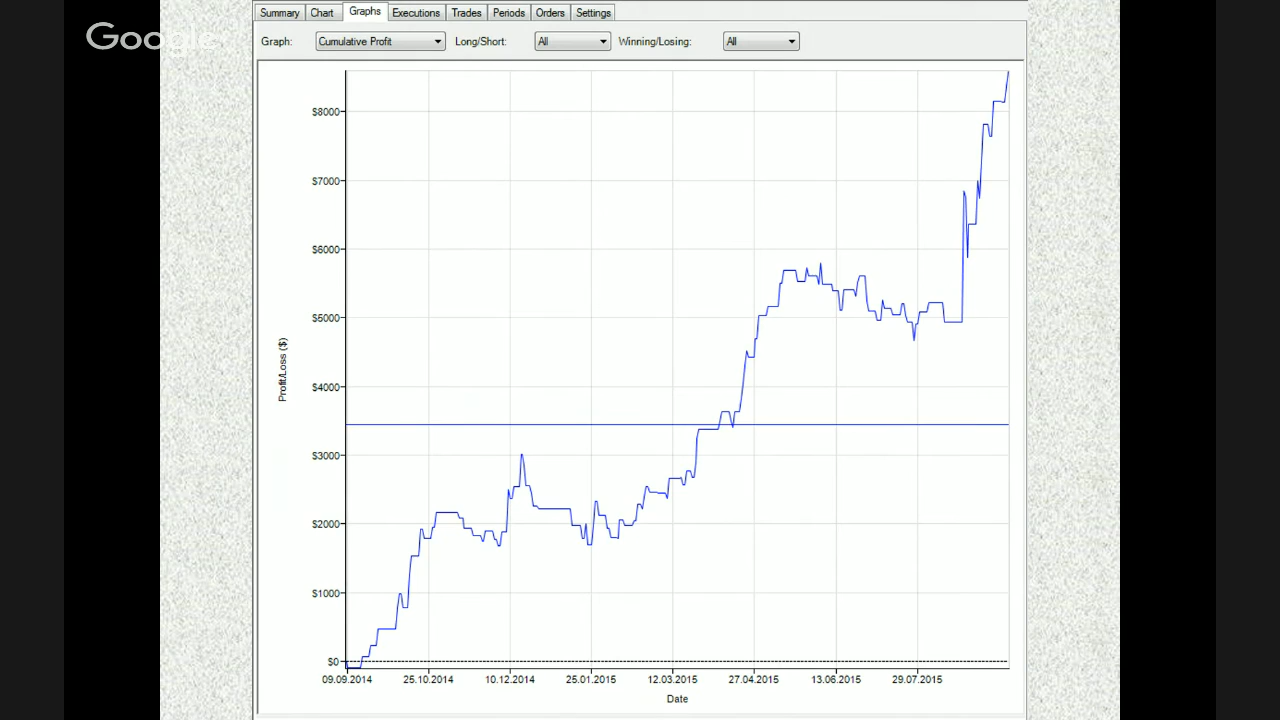 Google
Summary Chart Graphs Executions Trades Periods Orders Settings
Graph: Cumulative Profit Long/Short: All Winning/Losing: All
$8000
$7000
$6000
$5000
$4000
$3000
$2000
$1000
$0
Profit/Loss ($)
09.09.2014 25.10.2014 10.12.2014 25.01.2015 12.03.2015 27.04.2015 13.06.2015 29.07.2015
Date